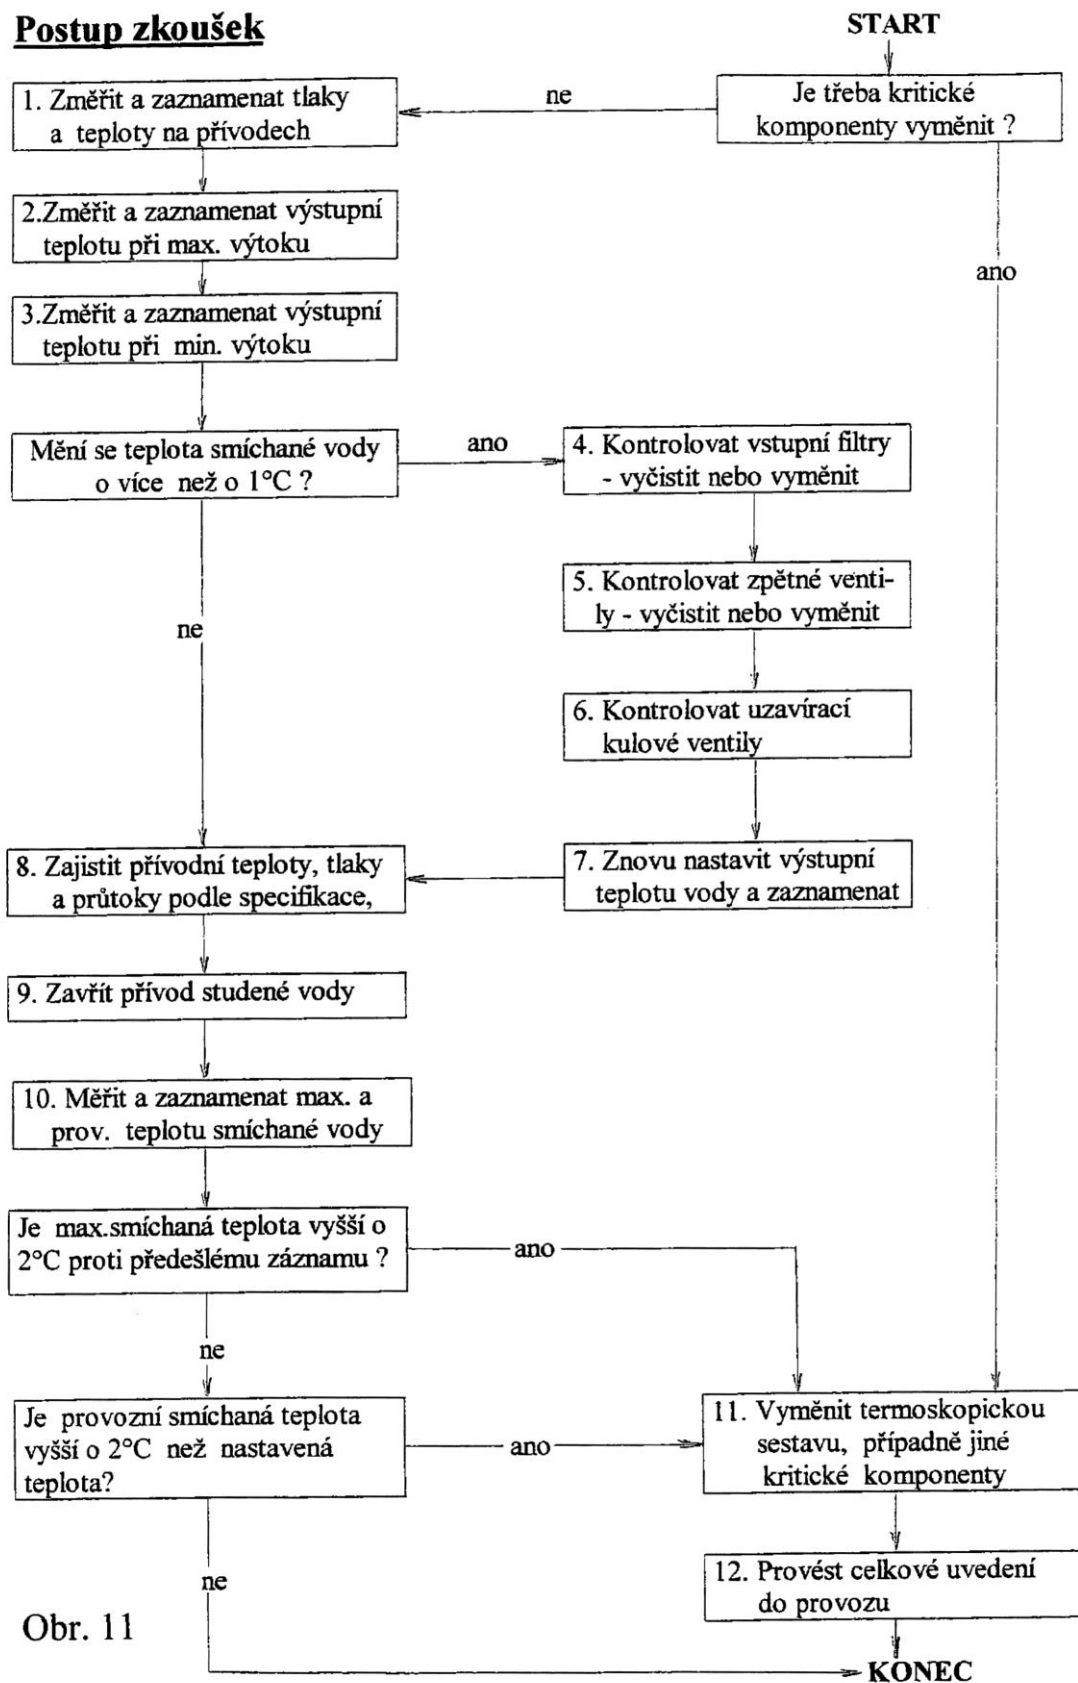 Postup zkoušek
START
Je třeba kritické
komponenty vyměnit ?
ne
ano
1. Změřit a zaznamenat tlaky
a teploty na přívodech
2.Změřit a zaznamenat výstupní
teplotu při max. výtoku
3.Změřit a zaznamenat výstupní
teplotu při min. výtoku
Mění se teplota smíchané vody
o více než o 1°C ?
ano
ne
4. Kontrolovat vstupní filtry
- vyčistit nebo vyměnit
5. Kontrolovat zpětné venti-
ly - vyčistit nebo vyměnit
6. Kontrolovat uzavírací
kulové ventily
7. Znovu nastavit výstupní
teplotu vody a zaznamenat
8. Zajistit přívodní teploty, tlaky
a průtoky podle specifikace,
9. Zavřít přívod studené vody
10. Měřit a zaznamenat max. a
prov. teplotu smíchané vody
Je max.smíchaná teplota vyšší o
2°C proti předešlému záznamu ?
ano
ne
Je provozní smíchaná teplota
vyšší o 2°C než nastavená
teplota?
ano
ne
11. Vyměnit termoskopickou
sestavu, případně jiné
kritické komponenty
12. Provést celkové uvedení
do provozu
KONEC
Obr. 11